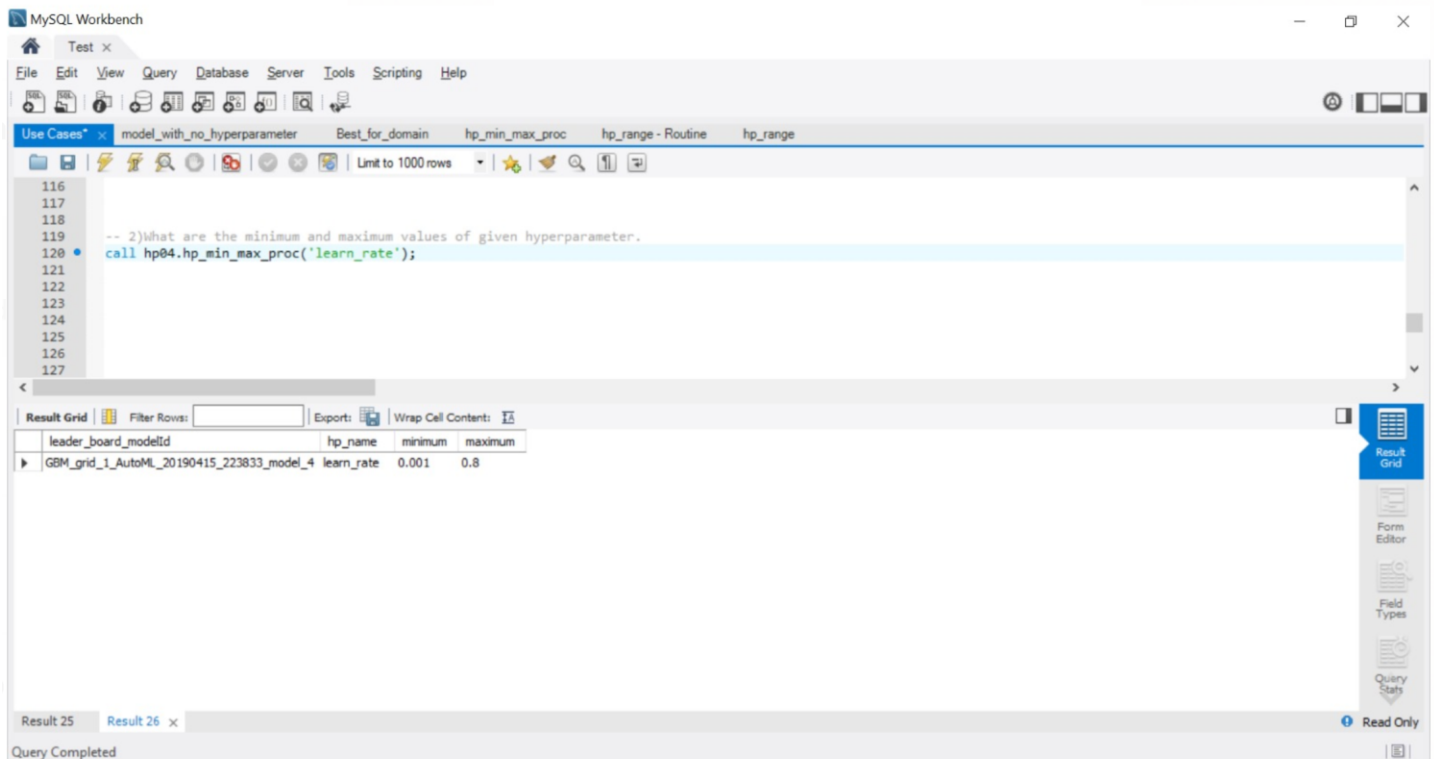 MySQL Workbench
Test
File Edit View Query Database Server Tools Scripting Help
Use Cases* model_with_no_hyperparameter Best_for_domain hp_min_max_proc hp_range - Routine hp_range
Limit to 1000 rows
116
117
118
119 -- 2)What are the minimum and maximum values of given hyperparameter.
120 call hp04.hp_min_max_proc('learn_rate');
121
122
123
124
125
126
127
Result Grid Filter Rows: Export: Wrap Cell Content:
leader_board_modelId hp_name minimum maximum
GBM_grid_1_AutoML_20190415_223833_model_4 learn_rate 0.001 0.8
Result
Grid
Form
Editor
Field
Types
Query
Stats
Result 25 Result 26 Read Only
Query Completed